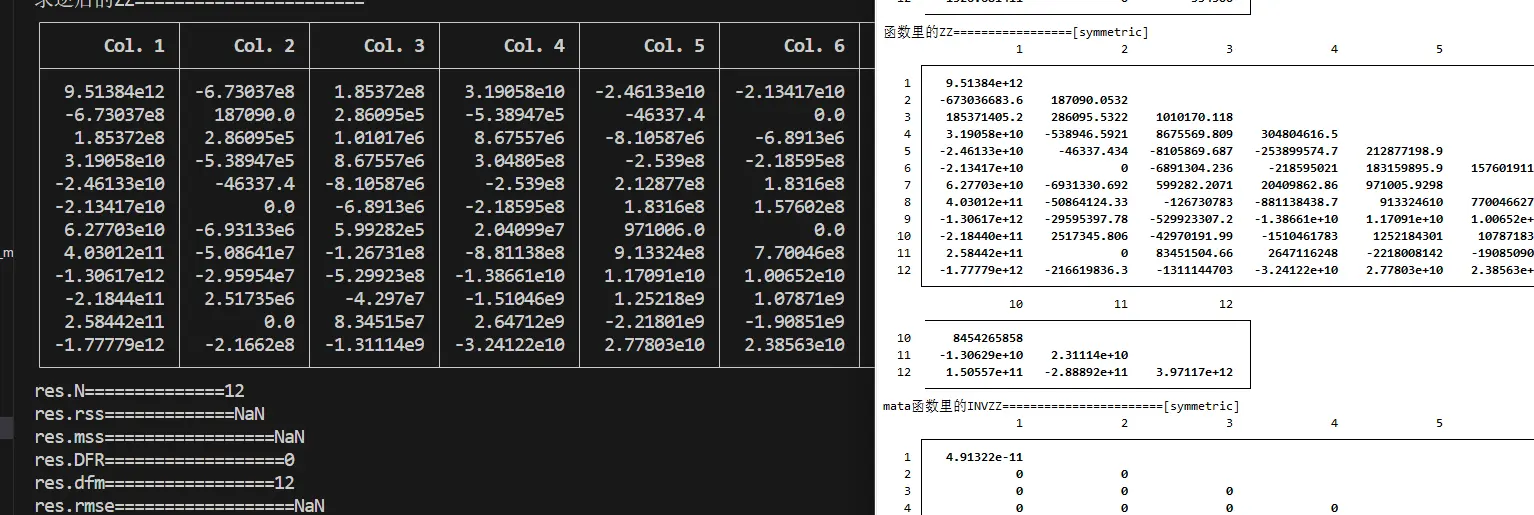 求逆后的ZZ=======================
Col. 1 Col. 2 Col. 3 Col. 4 Col. 5 Col. 6
9.51384e12 -6.73037e8 1.85372e8 3.19058e10 -2.46133e10 -2.13417e10
-6.73037e8 187090.0 2.86095e5 -5.38947e5 -46337.4 0.0
1.85372e8 2.86095e5 1.01017e6 8.67557e6 -8.10587e6 -6.8913e6
3.19058e10 -5.38947e5 8.67557e6 3.04805e8 -2.539e8 -2.18595e8
-2.46133e10 -46337.4 -8.10587e6 -2.539e8 2.12877e8 1.8316e8
-2.13417e10 0.0 -6.8913e6 -2.18595e8 1.8316e8 1.57602e8
6.27703e10 -6.93133e6 5.99282e5 2.04099e7 971006.0 0.0
4.03012e11 -5.08641e7 -1.26731e8 -8.81138e8 9.13324e8 7.70046e8
-1.30617e12 -2.95954e7 -5.29923e8 -1.38661e10 1.17091e10 1.00652e10
-2.1844e11 2.51735e6 -4.297e7 -1.51046e9 1.25218e9 1.07871e9
2.58442e11 0.0 8.34515e7 2.64712e9 -2.21801e9 -1.90851e9
-1.77779e12 -2.1662e8 -1.31114e9 -3.24122e10 2.77803e10 2.38563e10
res.N==============12
res.rss=============NaN
res.mss=================NaN
res.DFR==================0
res.dfm=================12
res.rmse==================NaN
_m
函数里的ZZ=================[symmetric]
1 2 3 4 5
1 9.51384e+12
2 -673036683.6 187090.0532
3 185371405.2 286095.5322 1010170.118
4 3.19058e+10 -538946.5921 8675569.809 304804616.5
5 -2.46133e+10 -46337.434 -8105869.687 -253899574.7 212877198.9
6 -2.13417e+10 0 -6891304.236 -218595021 183159895.9 157601911
7 6.27703e+10 -6931330.692 599282.2071 20409862.86 971005.9298
8 4.03012e+11 -50864124.33 -126730783 -881138438.7 913324610 770046627
9 -1.30617e+12 -29595397.78 -529923307.2 -1.38661e+10 1.17091e+10 1.00652e+
10 -2.18440e+11 2517345.806 -42970191.99 -1510461783 1252184301 10787183
11 2.58442e+11 0 83451504.66 2647116248 -2218008142 -19085090
12 -1.77779e+12 -216619836.3 -1311144703 -3.24122e+10 2.77803e+10 2.38563e+
10 11 12
10 8454265858
11 -1.30629e+10 2.31114e+10
12 1.50557e+11 -2.88892e+11 3.97117e+12
mata函数里的INVZZ=======================[symmetric]
1 2 3 4 5
1 4.91322e-11
2 0 0
3 0 0 0
4 0 0 0 0